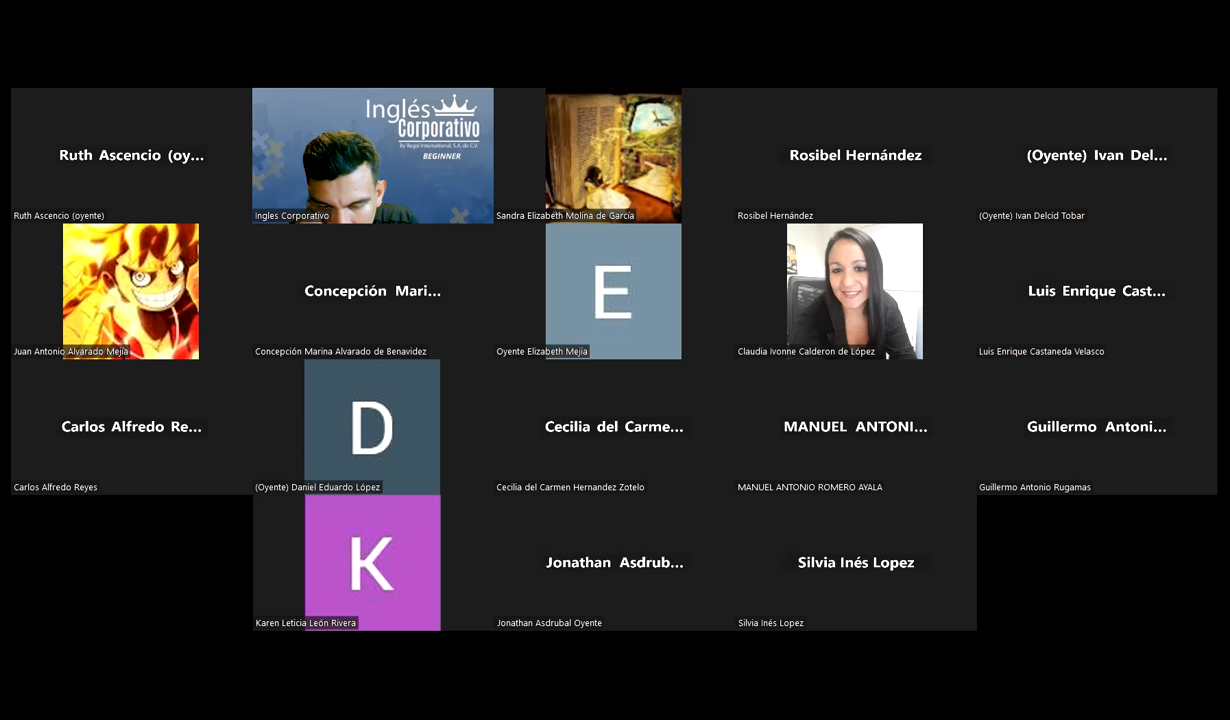 Ruth Ascencio (oy...
Ruth Ascencio (oyente)
Inglés
Corporativo
By Regal International, S.A. de C.V.
BEGINNER
Ingles Corporativo
Sandra Elizabeth Molina de García
Rosibel Hernández
Rosibel Hernández
(Oyente) Ivan Del...
(Oyente) Ivan Delcid Tobar
Juan Antonio Alvarado Mejía
Concepción Mari...
Concepción Marina Alvarado de Benavidez
E
Oyente Elizabeth Mejia
Claudia Ivonne Calderon de López
Luis Enrique Cast...
Luis Enrique Castaneda Velasco
Carlos Alfredo Re...
Carlos Alfredo Reyes
D
(Oyente) Daniel Eduardo López
Cecilia del Carme...
Cecilia del Carmen Hernandez Zotelo
MANUEL ANTONI...
MANUEL ANTONIO ROMERO AYALA
Guillermo Antoni...
Guillermo Antonio Rugamas
K
Karen Leticia León Rivera
Jonathan Asdrub...
Jonathan Asdrubal Oyente
Silvia Inés Lopez
Silvia Inés Lopez